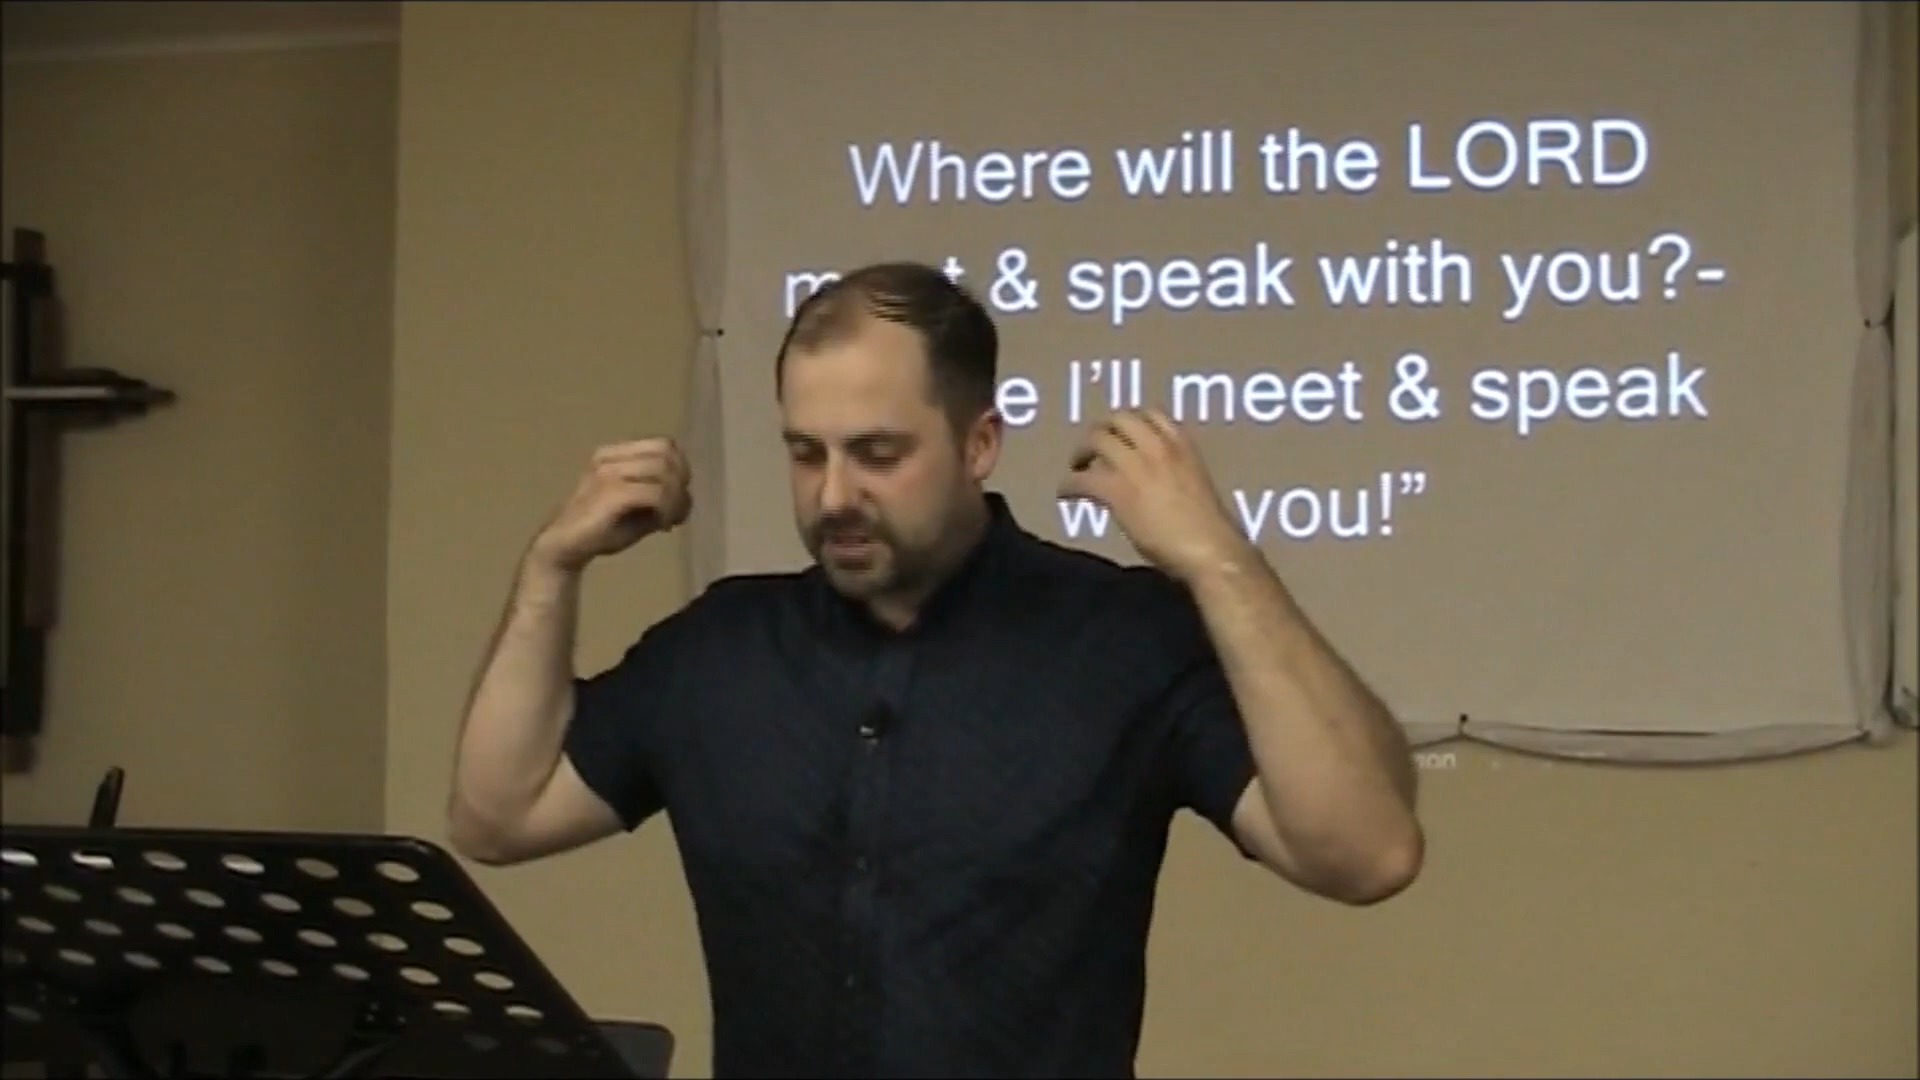 Where will the LORD
& speak with you?-
I'll meet & speak
you!”